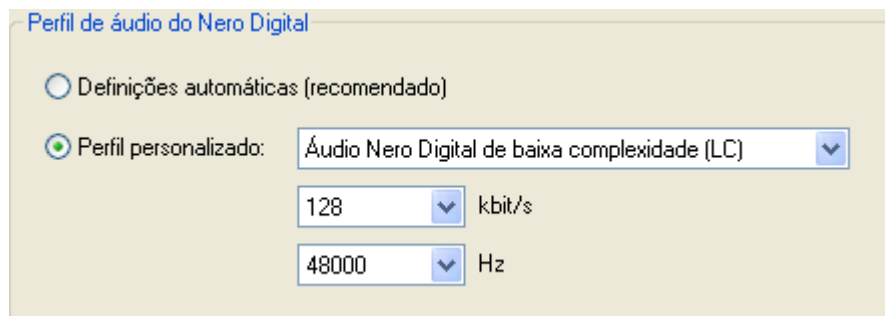 Perfil de áudio do Nero Digital
Definições automáticas (recomendado)
Perfil personalizado: Áudio Nero Digital de baixa complexidade (LC)
128 kbit/s
48000 Hz